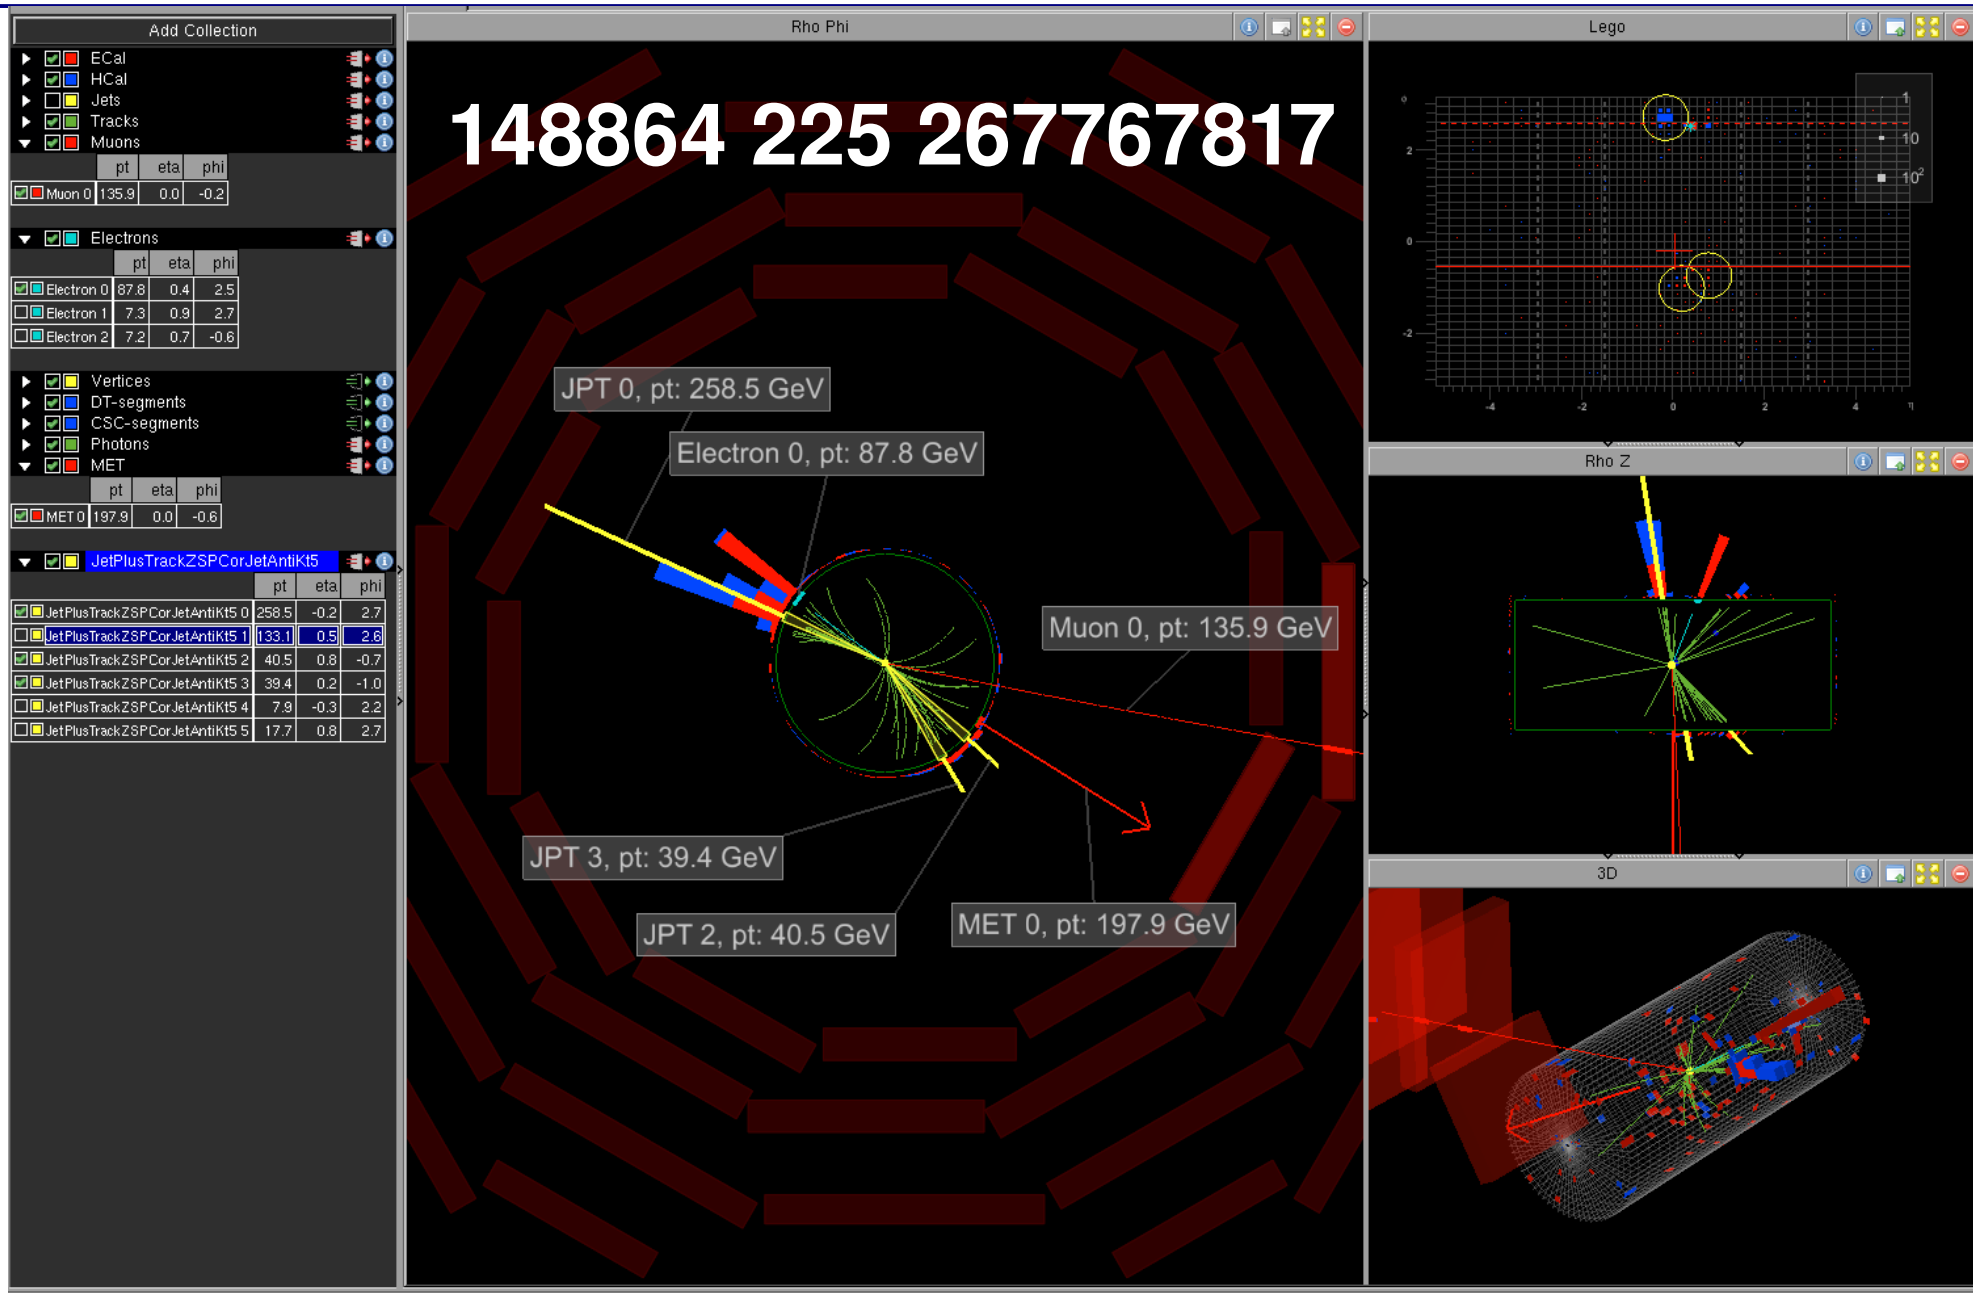 Add Collection
ECal
HCal
Jets
Tracks
Muons
pt eta phi
Muon 0 135.9 0.0 -0.2
Electrons
pt eta phi
Electron 0 87.8 0.4 2.5
Electron 1 7.3 0.9 2.7
Electron 2 7.2 0.7 -0.6
Vertices
DT-segments
CSC-segments
Photons
MET
pt eta phi
MET 0 197.9 0.0 -0.6
JetPlusTrackZSPCorJetAntiKt5
pt eta phi
JetPlusTrackZSPCorJetAntiKt5 0 258.5 -0.2 2.7
JetPlusTrackZSPCorJetAntiKt5 1 133.1 0.5 2.6
JetPlusTrackZSPCorJetAntiKt5 2 40.5 0.8 -0.7
JetPlusTrackZSPCorJetAntiKt5 3 39.4 0.2 -1.0
JetPlusTrackZSPCorJetAntiKt5 4 7.9 -0.3 2.2
JetPlusTrackZSPCorJetAntiKt5 5 17.7 0.8 2.7
Rho Phi
148864 225 267767817
JPT 0, pt: 258.5 GeV
Electron 0, pt: 87.8 GeV
Muon 0, pt: 135.9 GeV
JPT 3, pt: 39.4 GeV
JPT 2, pt: 40.5 GeV
MET 0, pt: 197.9 GeV
Lego
φ
1
10
10²
2
0
-2
-4 -2 0 2 4 η
Rho Z
3D